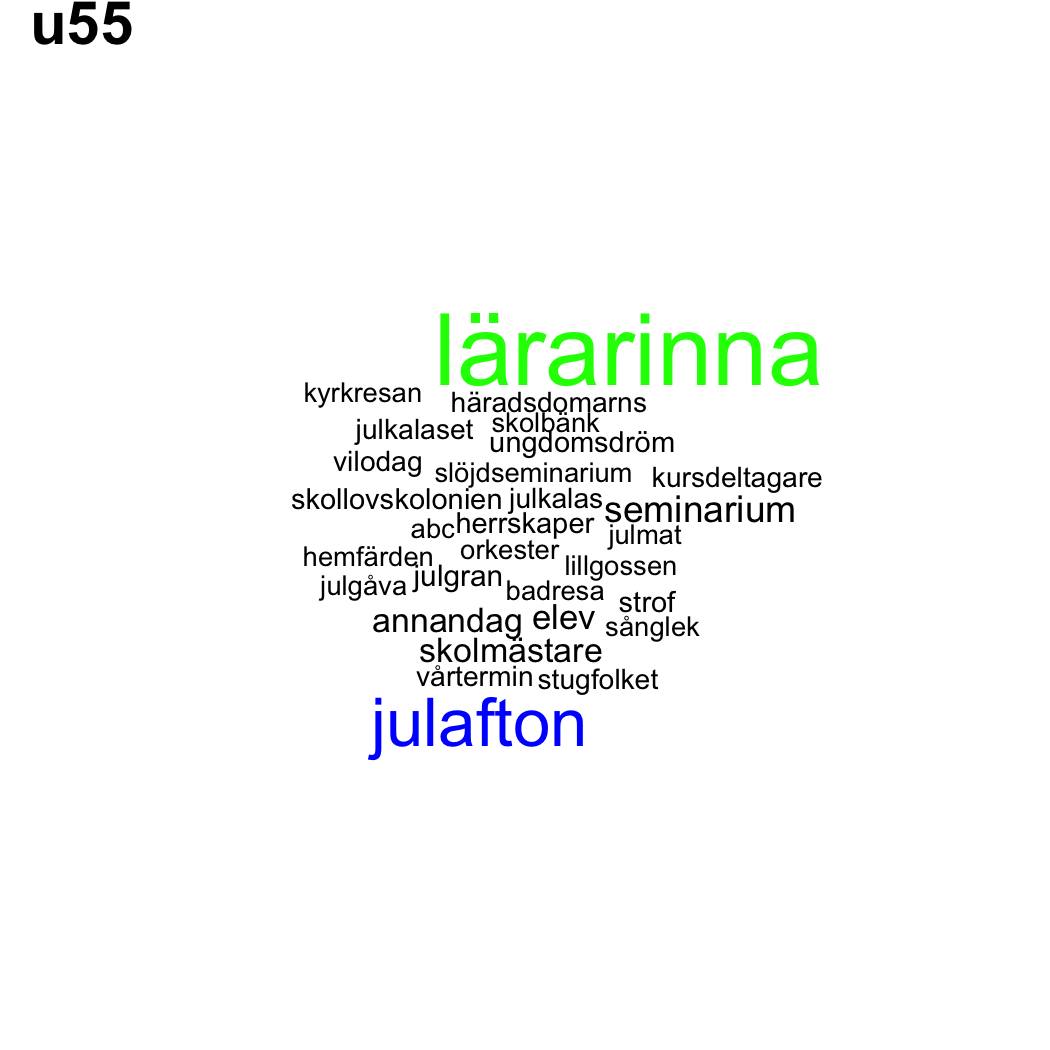 u55
lärarinna
kyrkresan
häradsdomarns
julkalaset
skolbänk
ungdomsdröm
vilodag
slöjdseminarium
kursdeltagare
skollovskolonien
julkalas
seminarium
abc
herrskaper
julmat
hemfärden
orkester
lillgossen
julgåva
julgran
badresa
strof
annandag
elev
sånglek
skolmästare
vårtermin
stugfolket
julafton